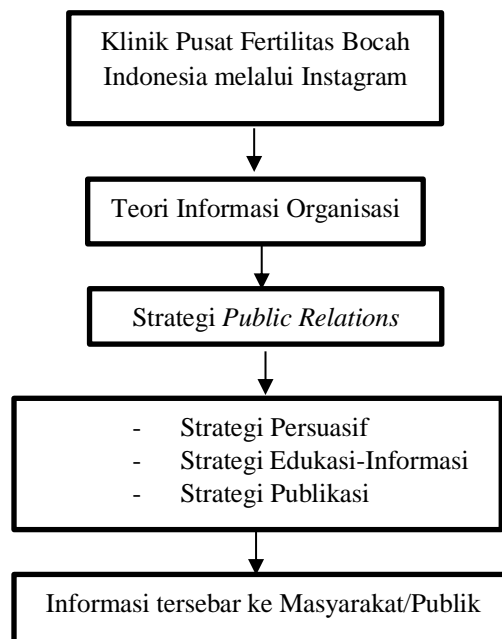 Klinik Pusat Fertilitas Bocah
Indonesia melalui Instagram
Teori Informasi Organisasi
Strategi Public Relations
- Strategi Persuasif
- Strategi Edukasi-Informasi
- Strategi Publikasi
Informasi tersebar ke Masyarakat/Publik